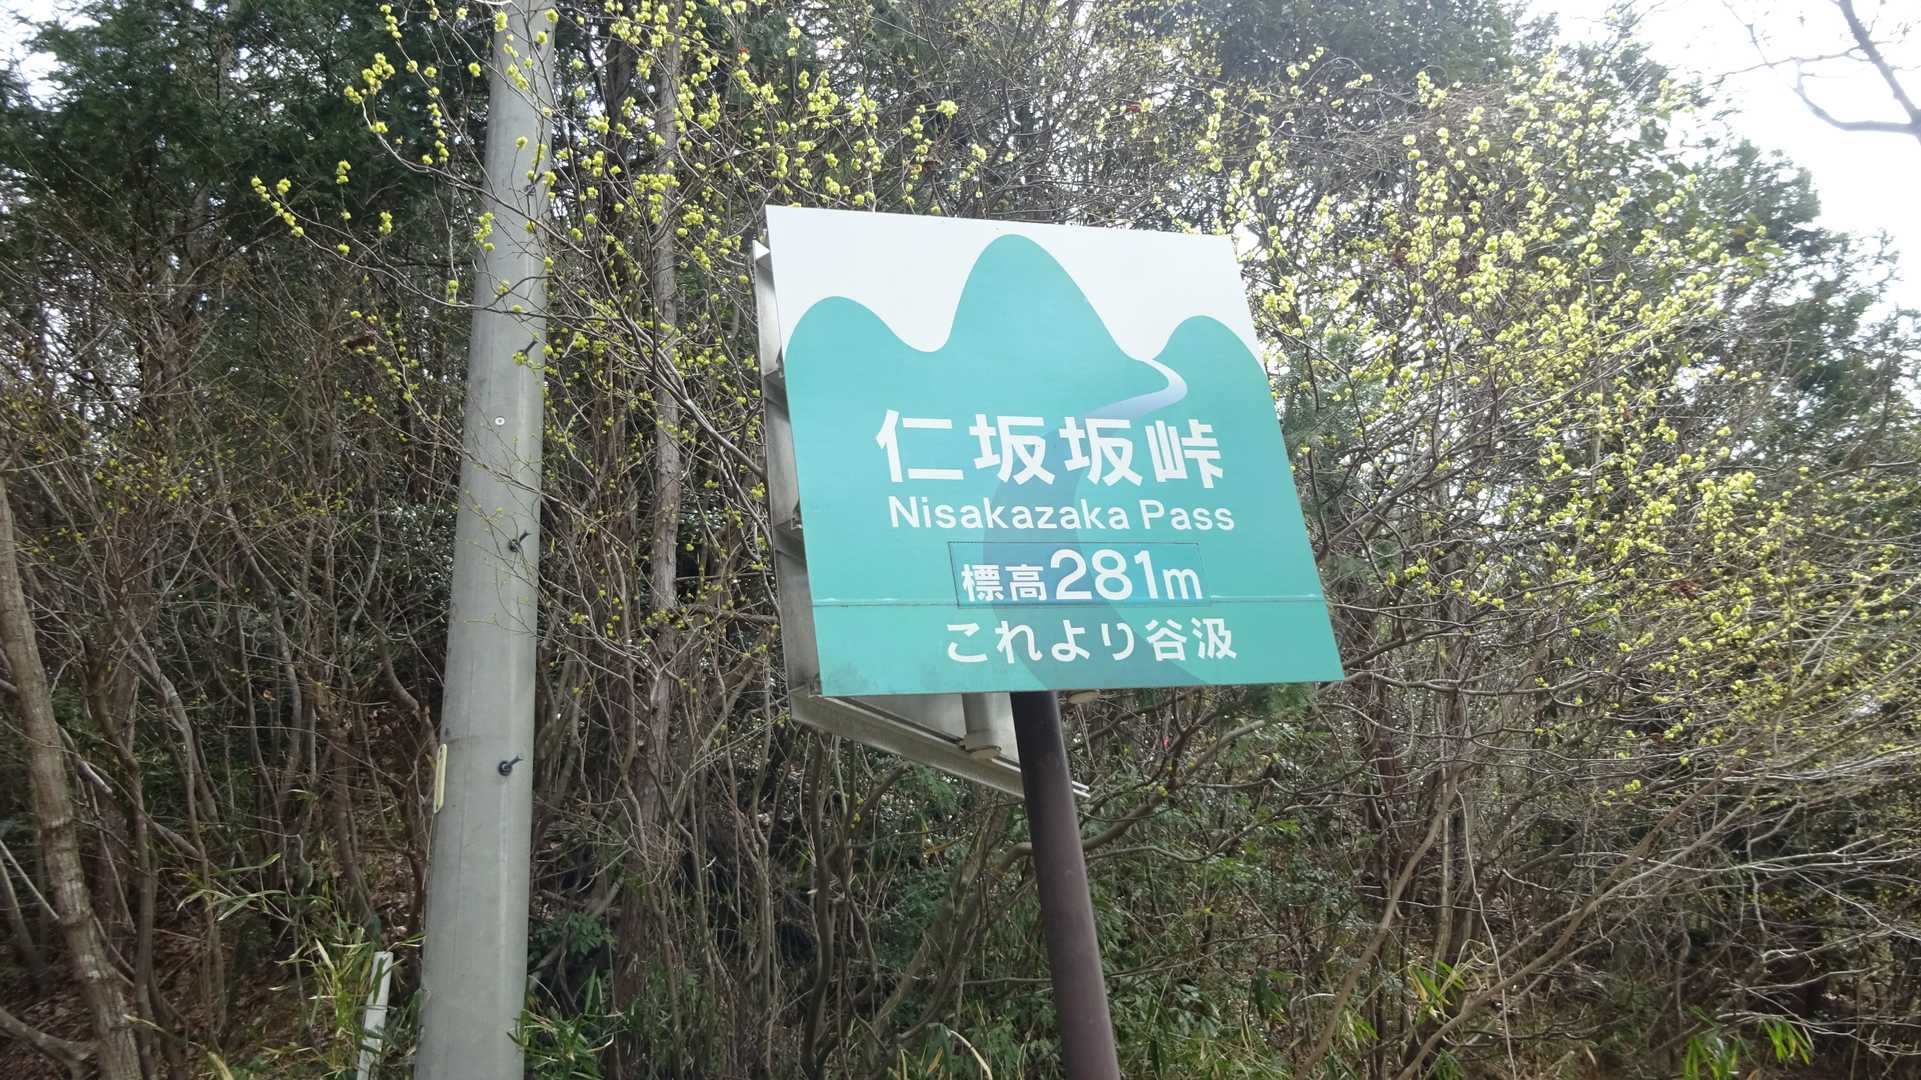 仁坂坂峠
Nisakazaka Pass
標高281m
これより谷汲